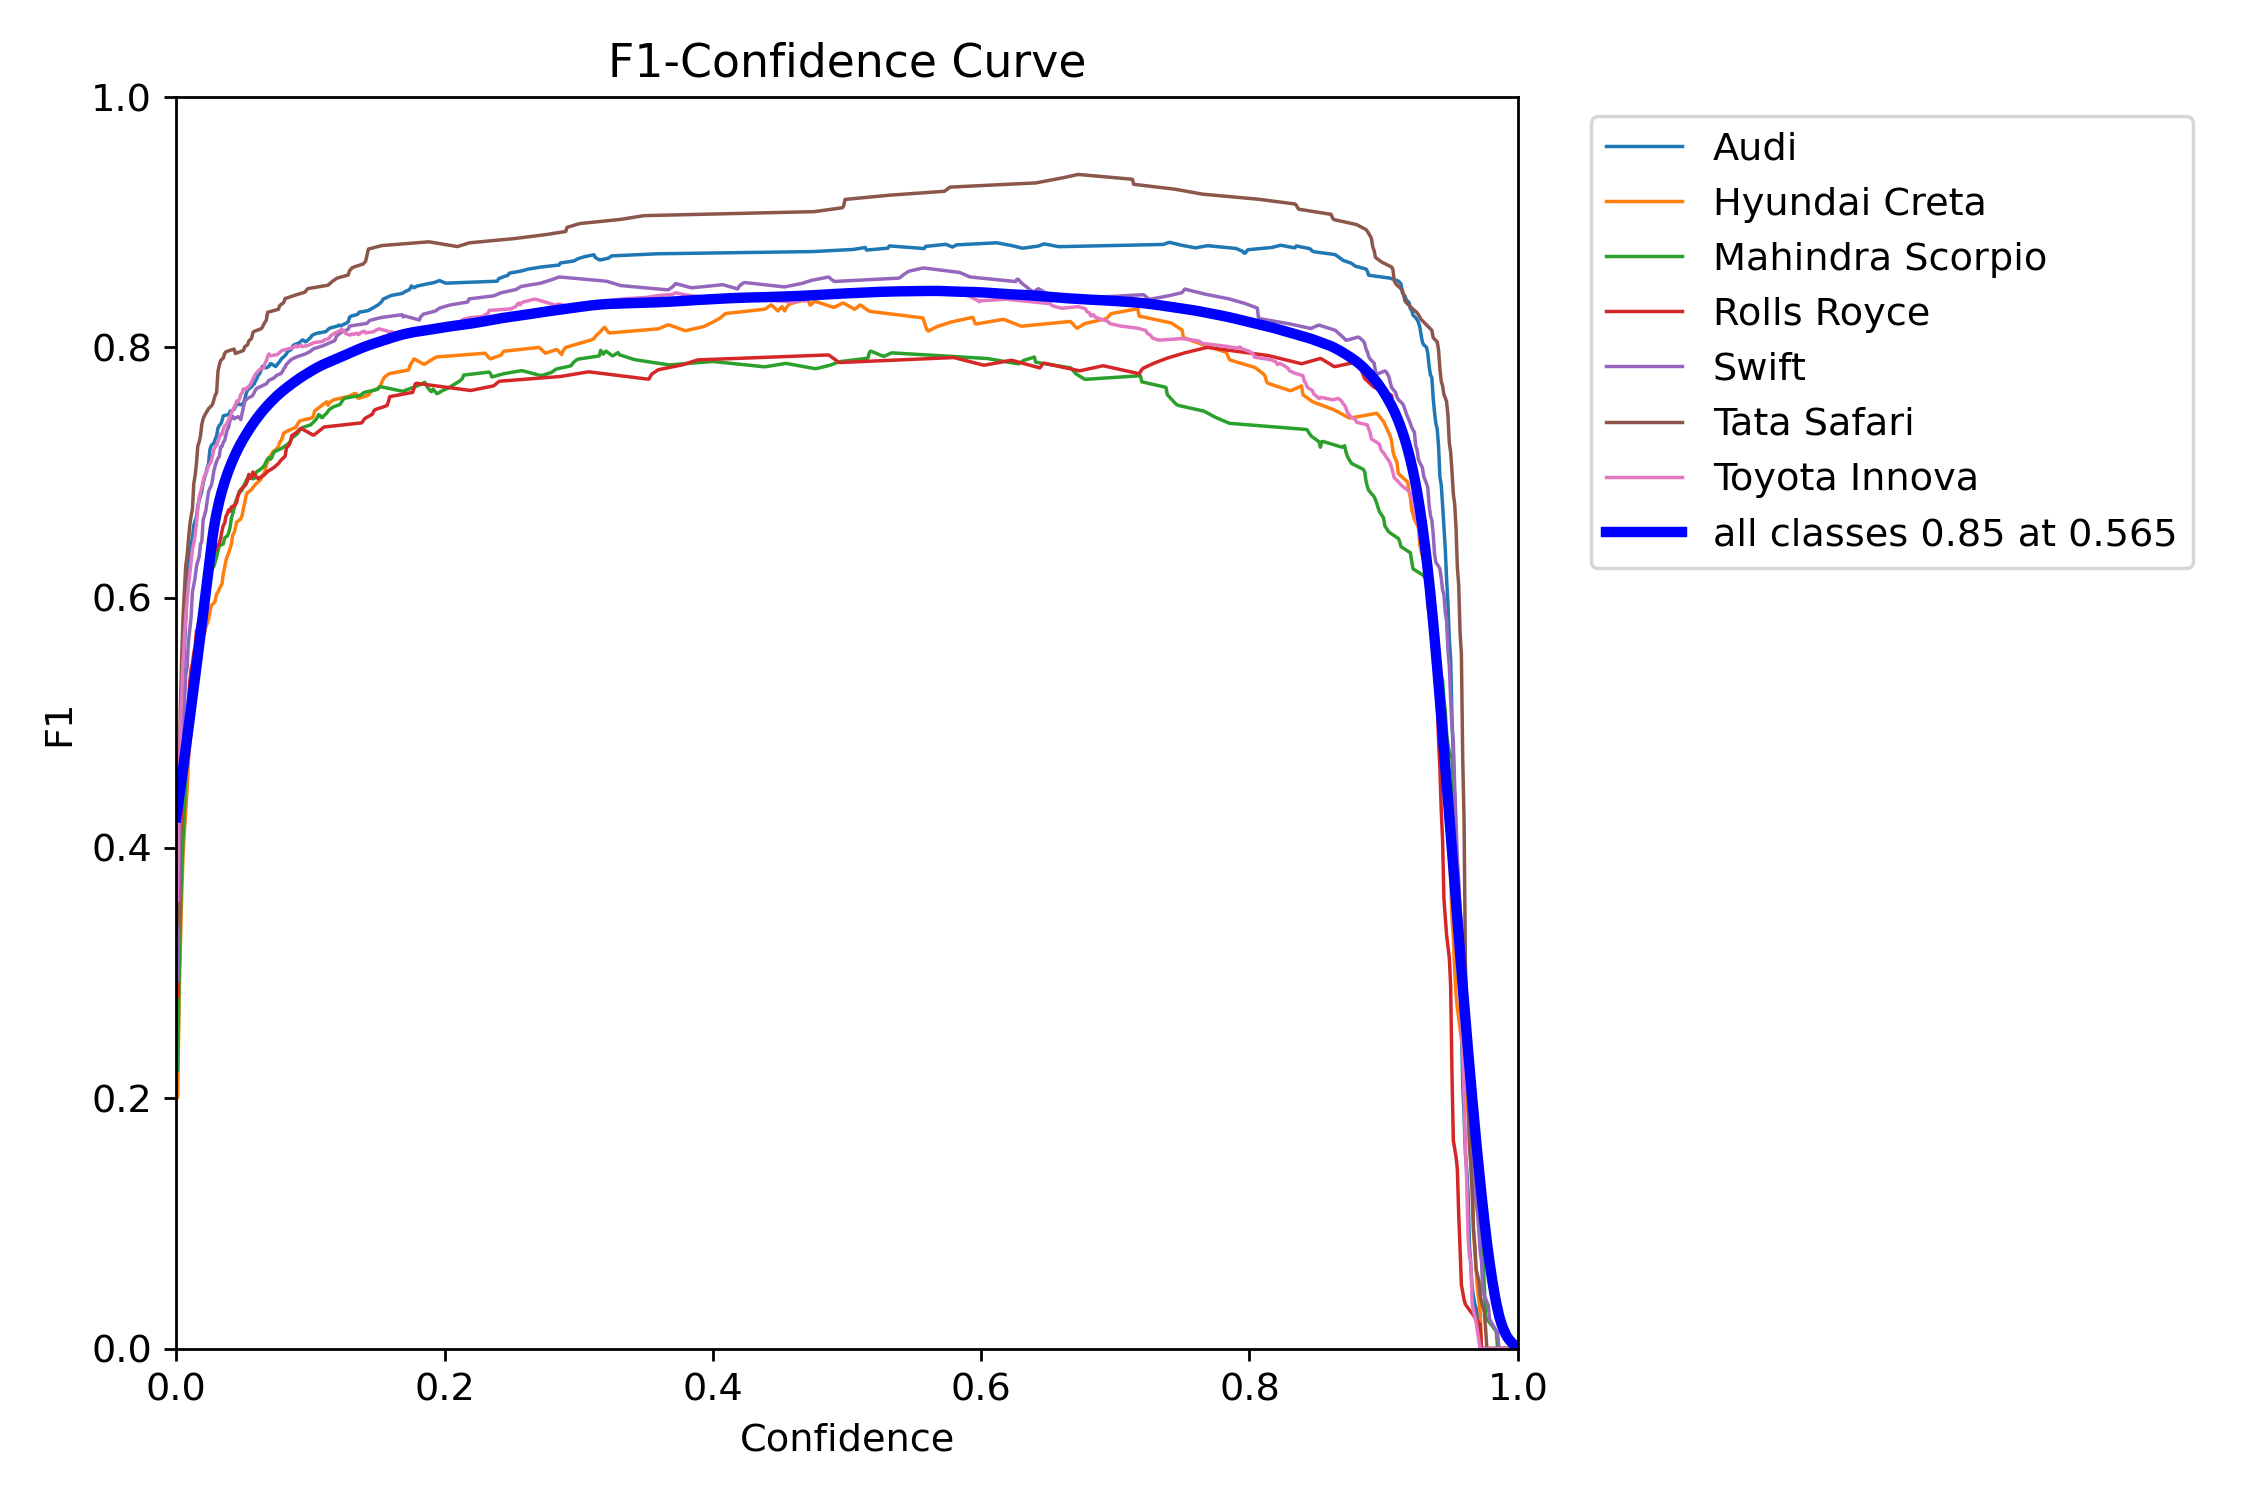 F1-Confidence Curve
1.0
0.8
0.6
0.4
0.2
0.0
F1
0.0 0.2 0.4 0.6 0.8 1.0
Confidence
Audi
Hyundai Creta
Mahindra Scorpio
Rolls Royce
Swift
Tata Safari
Toyota Innova
all classes 0.85 at 0.565